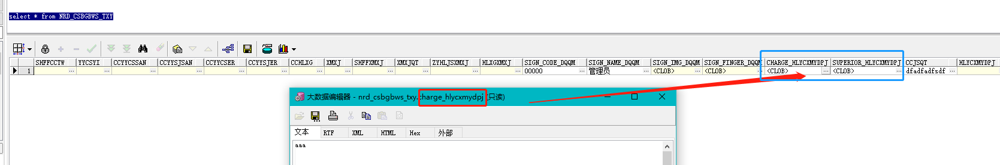 select * from NRD_CSBGBWS_TXY
SHFFCCTW YYCSYI CCYYCSSAN CCYYSJSAN CCYYCSER CCYYSJER CCHLXG XMXJ SHFFXMXJ XMXJQT ZYHLJSXMXJ HLXGXMXJ SIGN_CODE_DQQM SIGN_NAME_DQQM SIGN_IMG_DQQM SIGN_FINGER_DQQM CHARGE_HLYCXMYDPJ SUPERIOR_HLYCXMYDPJ CCJSQT HLYCXMYDPJ
1 ... ... ... ... ... ... ... ... ... ... ... ... 00000 ... 管理员 ... <CLOB> ... <CLOB> ... <CLOB> ... <CLOB> ... dfadfadfsdf ...
大数据编辑器 - nrd_csbgbws_txy.charge_hlycxmydpj (只读)
文本 RTF XML HTML Hex 外部
aaa